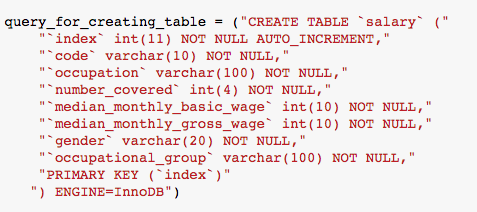 query_for_creating_table = ("CREATE TABLE `salary` ("
"`index` int(11) NOT NULL AUTO_INCREMENT,"
"`code` varchar(10) NOT NULL,"
"`occupation` varchar(100) NOT NULL,"
"`number_covered` int(4) NOT NULL,"
"`median_monthly_basic_wage` int(10) NOT NULL,"
"`median_monthly_gross_wage` int(10) NOT NULL,"
"`gender` varchar(20) NOT NULL,"
"`occupational_group` varchar(100) NOT NULL,"
"PRIMARY KEY (`index`)"
") ENGINE=InnoDB")